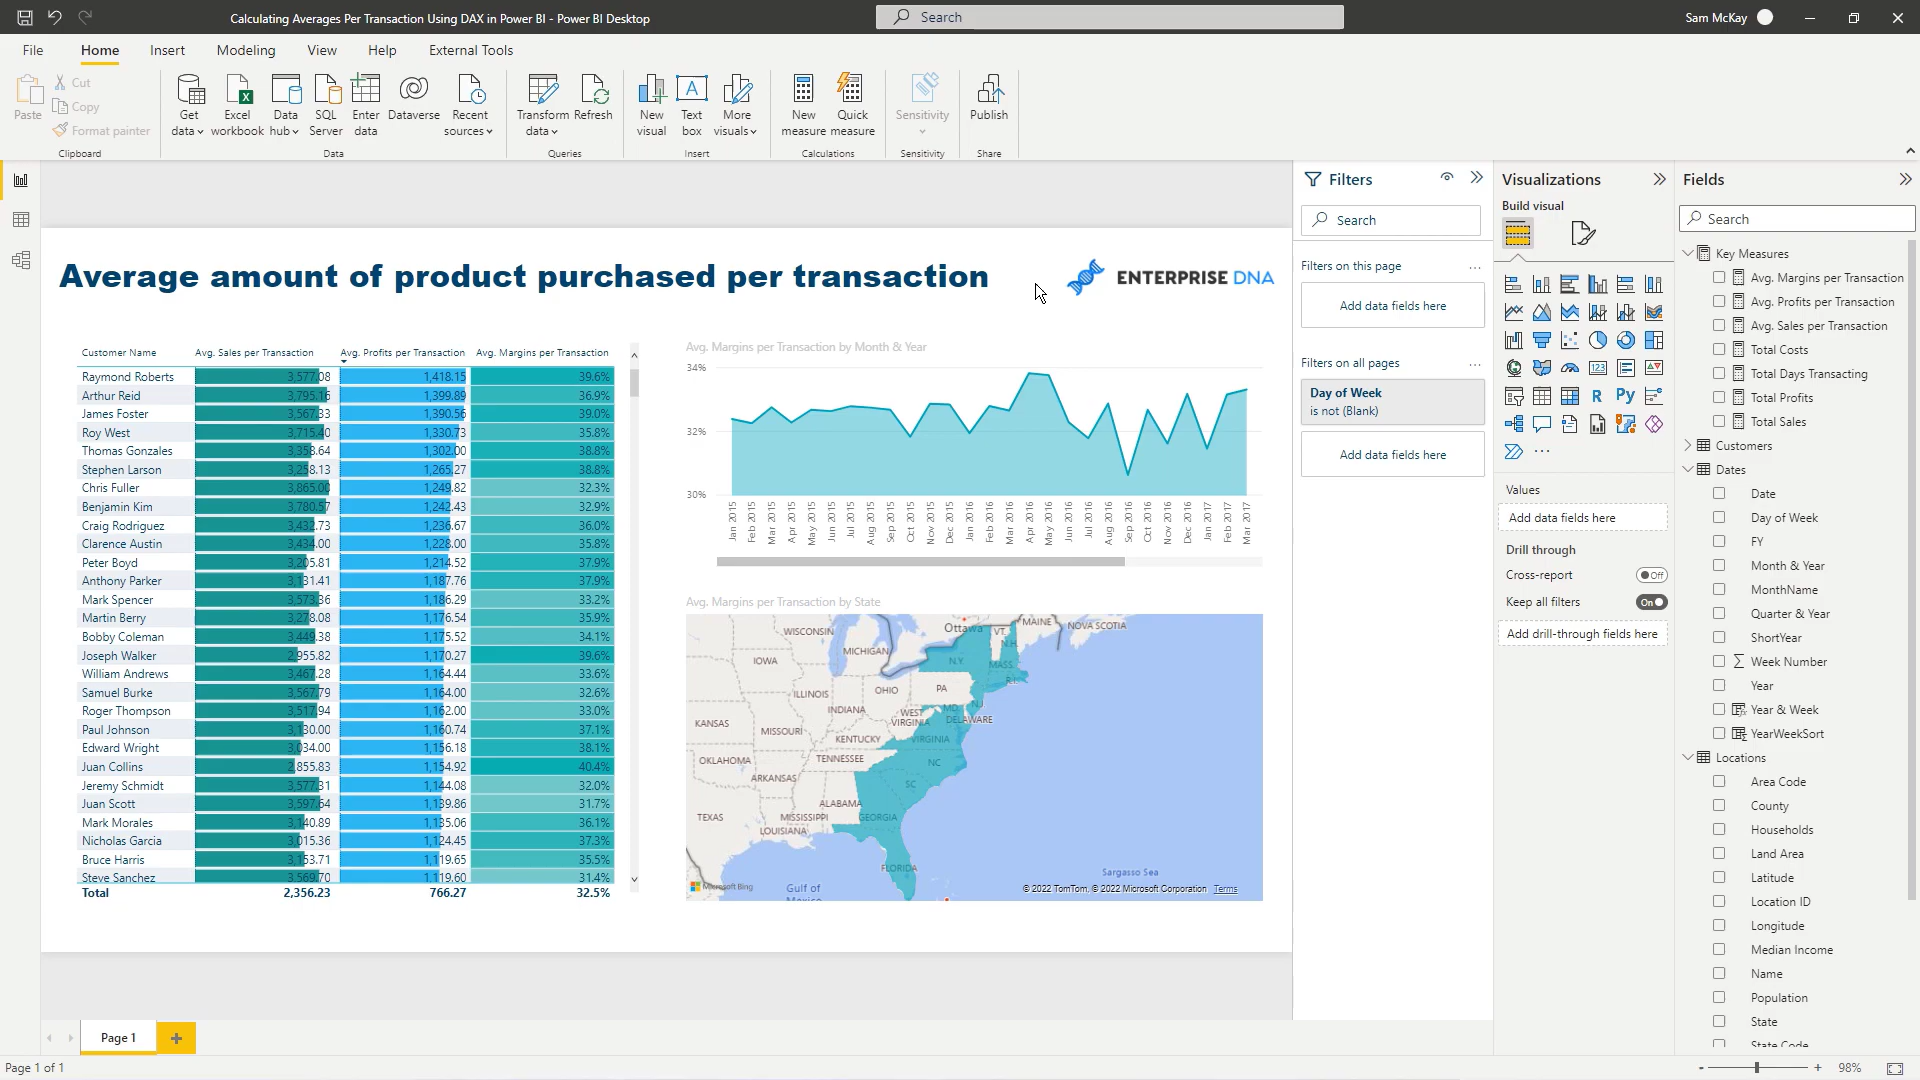 Calculating Averages Per Transaction Using DAX in Power BI - Power BI Desktop
Search
Sam McKay
File Home Insert Modeling View Help External Tools
Paste
Cut
Copy
Format painter
Clipboard
Get data
Excel workbook
Data hub
SQL Server
Enter data
Dataverse
Recent sources
Data
Transform data
Refresh
Queries
New visual
Text box
More visuals
Insert
New measure
Quick measure
Calculations
Sensitivity
Sensitivity
Publish
Share
Average amount of product purchased per transaction
ENTERPRISE DNA
Customer Name Avg. Sales per Transaction Avg. Profits per Transaction Avg. Margins per Transaction
Raymond Roberts 3,577.08 1,418.15 39.6%
Arthur Reid 3,795.16 1,399.89 36.9%
James Foster 3,567.33 1,390.56 39.0%
Roy West 3,715.40 1,330.73 35.8%
Thomas Gonzales 3,358.64 1,302.00 38.8%
Stephen Larson 3,258.13 1,265.27 38.8%
Chris Fuller 3,865.00 1,249.82 32.3%
Benjamin Kim 3,780.57 1,242.43 32.9%
Craig Rodriguez 3,432.73 1,236.67 36.0%
Clarence Austin 3,434.00 1,228.00 35.8%
Peter Boyd 3,205.81 1,214.52 37.9%
Anthony Parker 3,131.41 1,187.76 37.9%
Mark Spencer 3,573.36 1,186.29 33.2%
Martin Berry 3,278.08 1,176.54 35.9%
Bobby Coleman 3,449.38 1,175.52 34.1%
Joseph Walker 2,955.82 1,170.27 39.6%
William Andrews 3,467.28 1,164.44 33.6%
Samuel Burke 3,567.79 1,164.00 32.6%
Roger Thompson 3,517.94 1,162.00 33.0%
Paul Johnson 3,130.00 1,160.74 37.1%
Edward Wright 3,034.00 1,156.18 38.1%
Juan Collins 2,855.83 1,154.92 40.4%
Jeremy Schmidt 3,577.31 1,144.08 32.0%
Juan Scott 3,597.64 1,139.86 31.7%
Mark Morales 3,140.89 1,135.06 36.1%
Nicholas Garcia 3,015.36 1,124.45 37.3%
Bruce Harris 3,153.71 1,119.65 35.5%
Steve Sanchez 3,569.70 1,119.60 31.4%
Total 2,356.23 766.27 32.5%
Avg. Margins per Transaction by Month & Year
34%
32%
30%
Jan 2015 Feb 2015 Mar 2015 Apr 2015 May 2015 Jun 2015 Jul 2015 Aug 2015 Sep 2015 Oct 2015 Nov 2015 Dec 2015 Jan 2016 Feb 2016 Mar 2016 Apr 2016 May 2016 Jun 2016 Jul 2016 Aug 2016 Sep 2016 Oct 2016 Nov 2016 Dec 2016 Jan 2017 Feb 2017 Mar 2017
Avg. Margins per Transaction by State
WISCONSIN
Ottawa
VT.
MAINE
NOVA SCOTIA
MICHIGAN
N.H.
IOWA
N.Y.
MASS.
R.I.
ILLINOIS
OHIO
PA
INDIANA
MD
N.J.
KANSAS
WEST VIRGINIA
DELAWARE
MISSOURI
KENTUCKY
VIRGINIA
OKLAHOMA
TENNESSEE
NC
ARKANSAS
SC
ALABAMA
TEXAS
MISSISSIPPI
GEORGIA
LOUISIANA
FLORIDA
Sargasso Sea
Microsoft Bing
Gulf of
Mexico
© 2022 TomTom, © 2022 Microsoft Corporation Terms
Filters
Search
Filters on this page ...
Add data fields here
Filters on all pages ...
Day of Week
is not (Blank)
Add data fields here
Visualizations
Build visual
R
Py
123
...
Values
Add data fields here
Drill through
Cross-report Off
Keep all filters On
Add drill-through fields here
Fields
Search
Key Measures
Avg. Margins per Transaction
Avg. Profits per Transaction
Avg. Sales per Transaction
Total Costs
Total Days Transacting
Total Profits
Total Sales
Customers
Dates
Date
Day of Week
FY
Month & Year
MonthName
Quarter & Year
ShortYear
Week Number
Year
Year & Week
YearWeekSort
Locations
Area Code
County
Households
Land Area
Latitude
Location ID
Longitude
Median Income
Name
Population
State
State Code
Page 1
Page 1 of 1
- + 98%